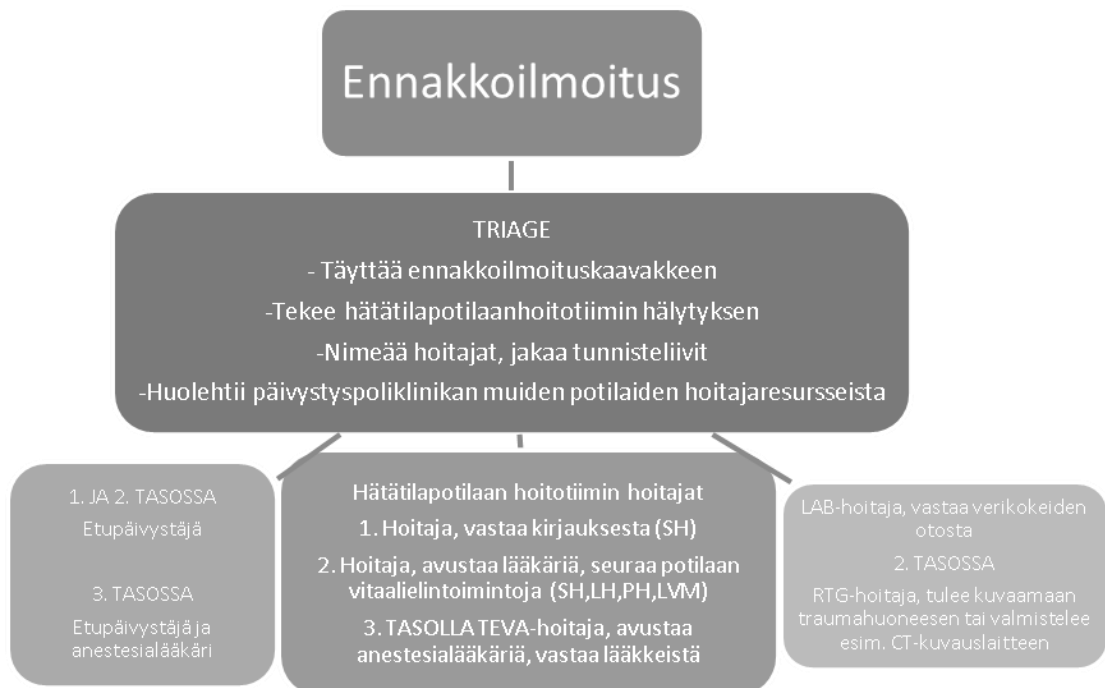 Ennakkoilmoitus
TRIAGE
- Täyttää ennakkoilmoituskaavakkeen
-Tekee hätätilapotilaanhoitotiimin hälytyksen
-Nimeää hoitajat, jakaa tunnisteliivit
-Huolehtii päivystyspoliklinikan muiden potilaiden hoitajaresursseista
1. JA 2. TASOSSA
Etupäivystäjä
3. TASOSSA
Etupäivystäjä ja
anestesialääkäri
Hätätilapotilaan hoitotiimin hoitajat
1. Hoitaja, vastaa kirjauksesta (SH)
2. Hoitaja, avustaa lääkäriä, seuraa potilaan
vitaalielintoimintoja (SH,LH,PH,LVM)
3. TASOLLA TEVA-hoitaja, avustaa
anestesialääkäriä, vastaa lääkkeistä
LAB-hoitaja, vastaa verikokeiden
otosta
2. TASOSSA
RTG-hoitaja, tulee kuvaamaan
traumahuoneesen tai valmistelee
esim. CT-kuvauslaitteen